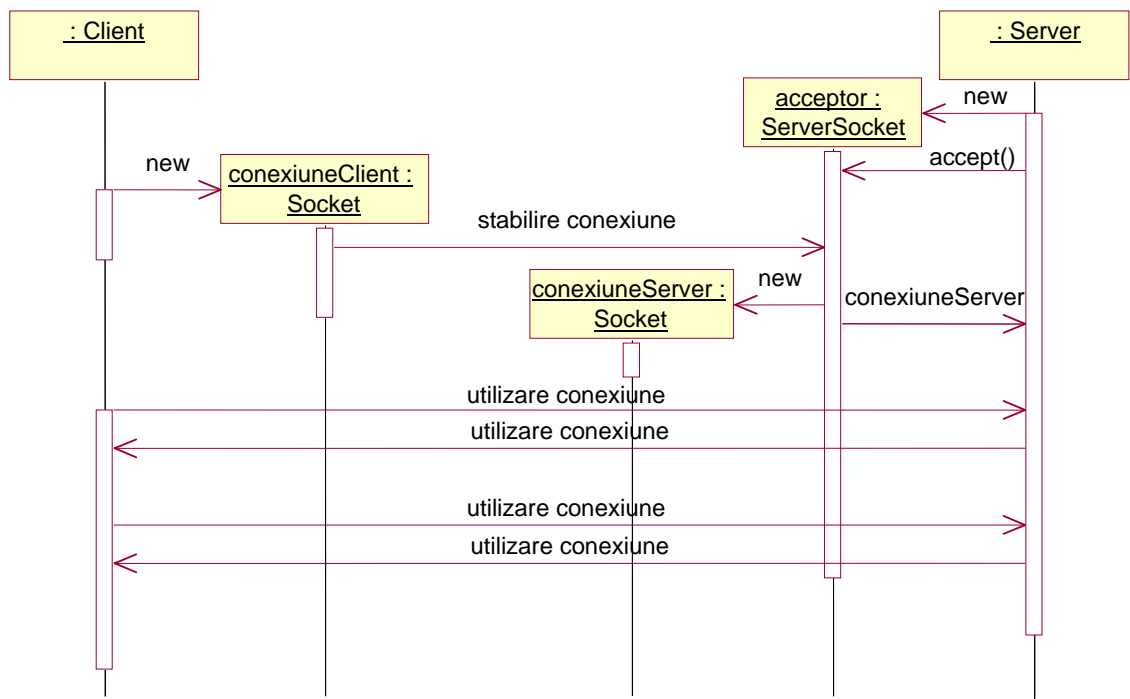 : Client
: Server
acceptor :
ServerSocket
new
accept()
new
conexiuneClient :
Socket
stabilire conexiune
conexiuneServer :
Socket
new
conexiuneServer
utilizare conexiune
utilizare conexiune
utilizare conexiune
utilizare conexiune